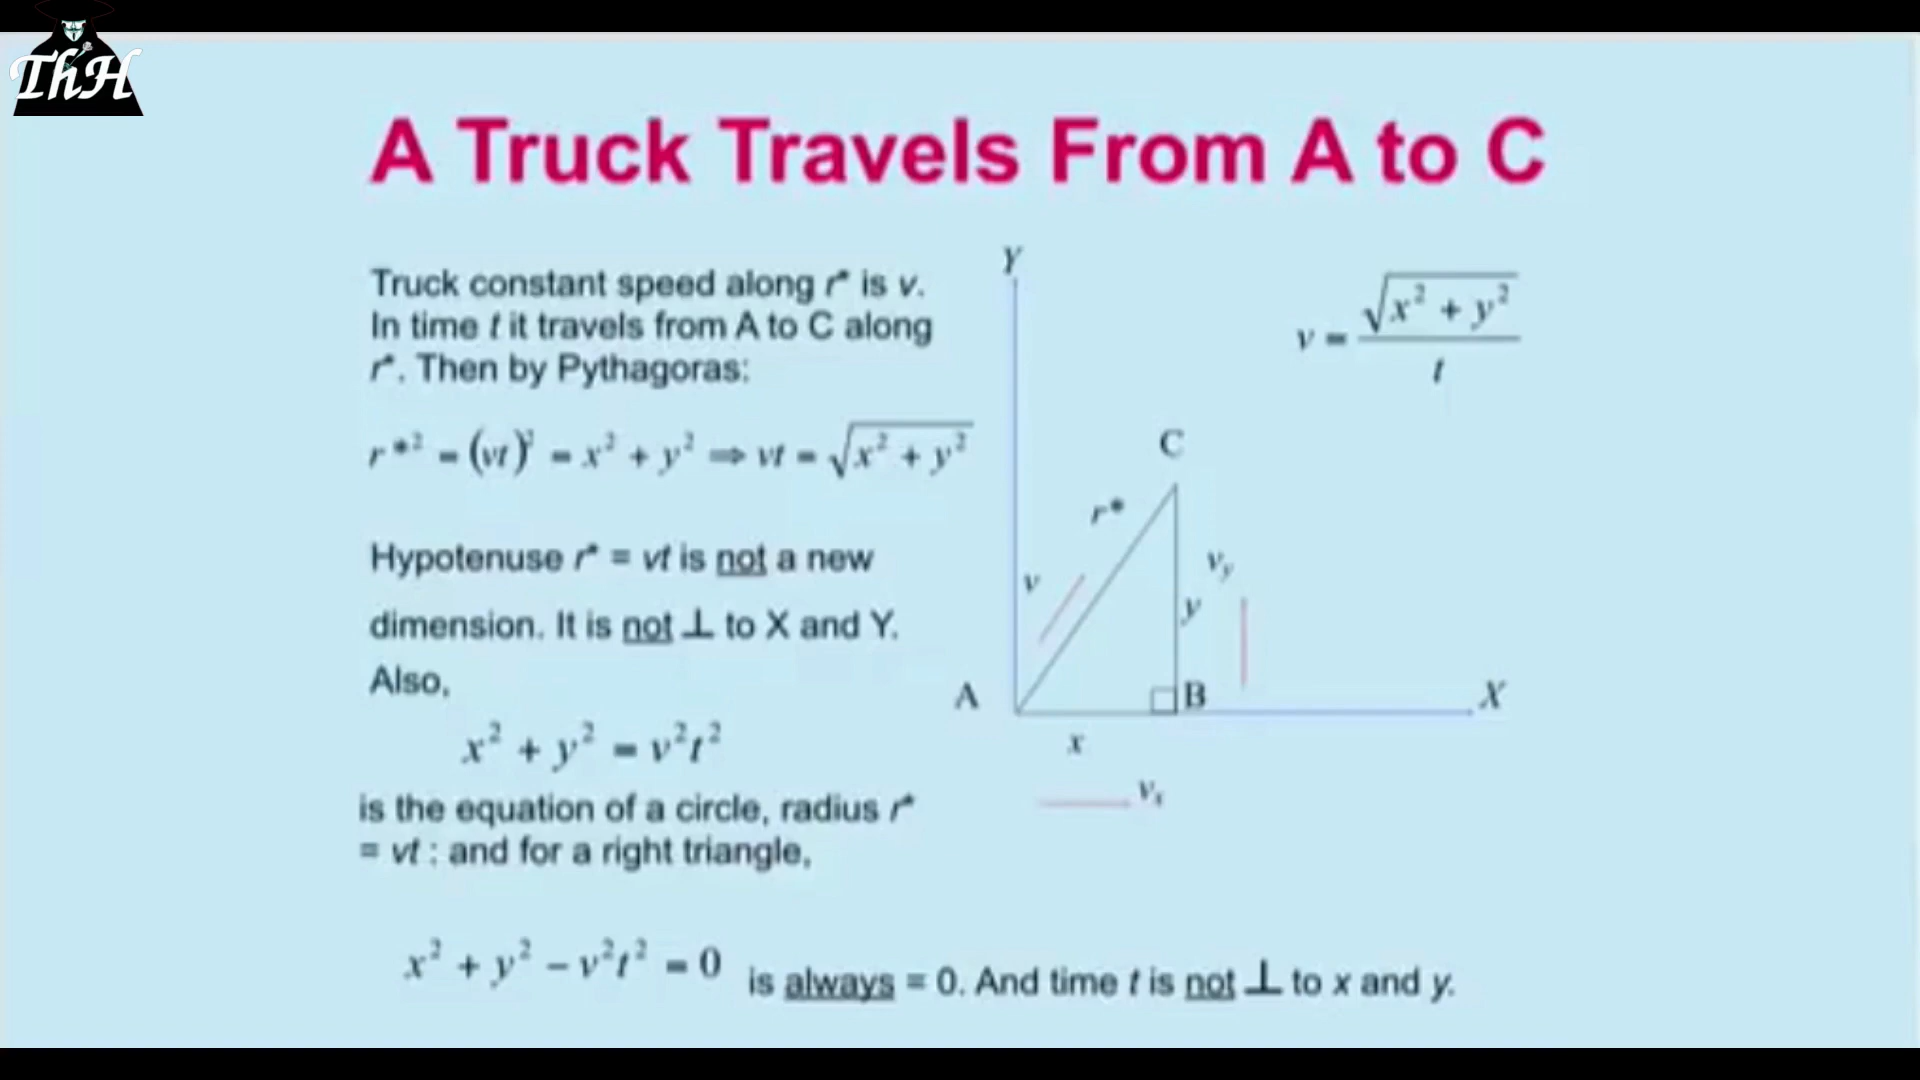 ThH
A Truck Travels From A to C
Truck constant speed along r* is v.
In time t it travels from A to C along
r*. Then by Pythagoras:
r*² = (vt)² = x² + y² ⇒ vt = √(x² + y²)
Hypotenuse r* = vt is not a new
dimension. It is not ⊥ to X and Y.
Also,
x² + y² = v²t²
is the equation of a circle, radius r*
= vt ; and for a right triangle,
x² + y² − v²t² = 0 is always = 0. And time t is not ⊥ to x and y.
Y
v = √(x² + y²) / t
C
r*
v
v_y
y
A
B
X
x
v_x